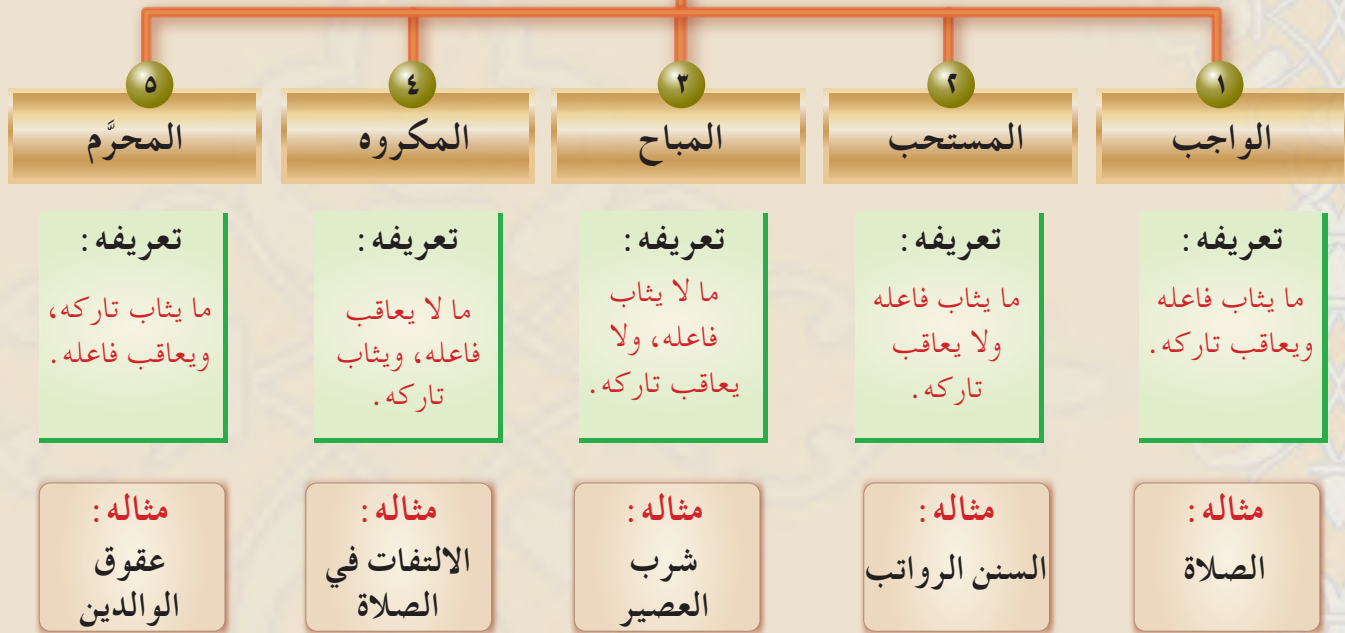 ١
الواجب
تعريفه:
ما يثاب فاعله
ويعاقب تاركه.
مثاله:
الصلاة
٢
المستحب
تعريفه:
ما يثاب فاعله
ولا يعاقب
تاركه.
مثاله:
السنن الرواتب
٣
المباح
تعريفه:
ما لا يثاب
فاعله، ولا
يعاقب تاركه.
مثاله:
شرب
العصير
٤
المكروه
تعريفه:
ما لا يعاقب
فاعله، ويثاب
تاركه.
مثاله:
الالتفات في
الصلاة
٥
المحرَّم
تعريفه:
ما يثاب تاركه،
ويعاقب فاعله.
مثاله:
عقوق
الوالدين